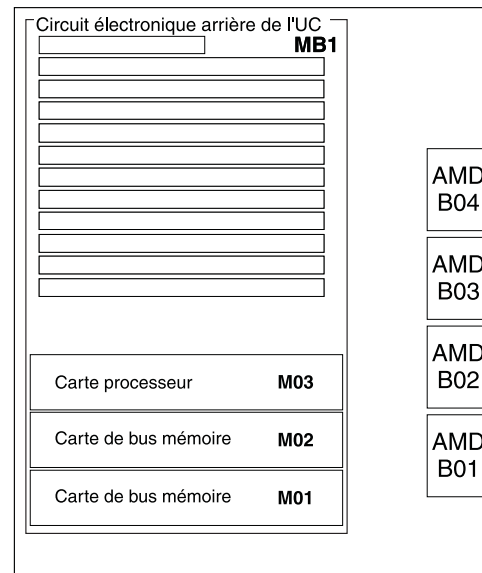 Circuit électronique arrière de l'UC
MB1
AMD
B04
AMD
B03
AMD
B02
AMD
B01
Carte processeur M03
Carte de bus mémoire M02
Carte de bus mémoire M01